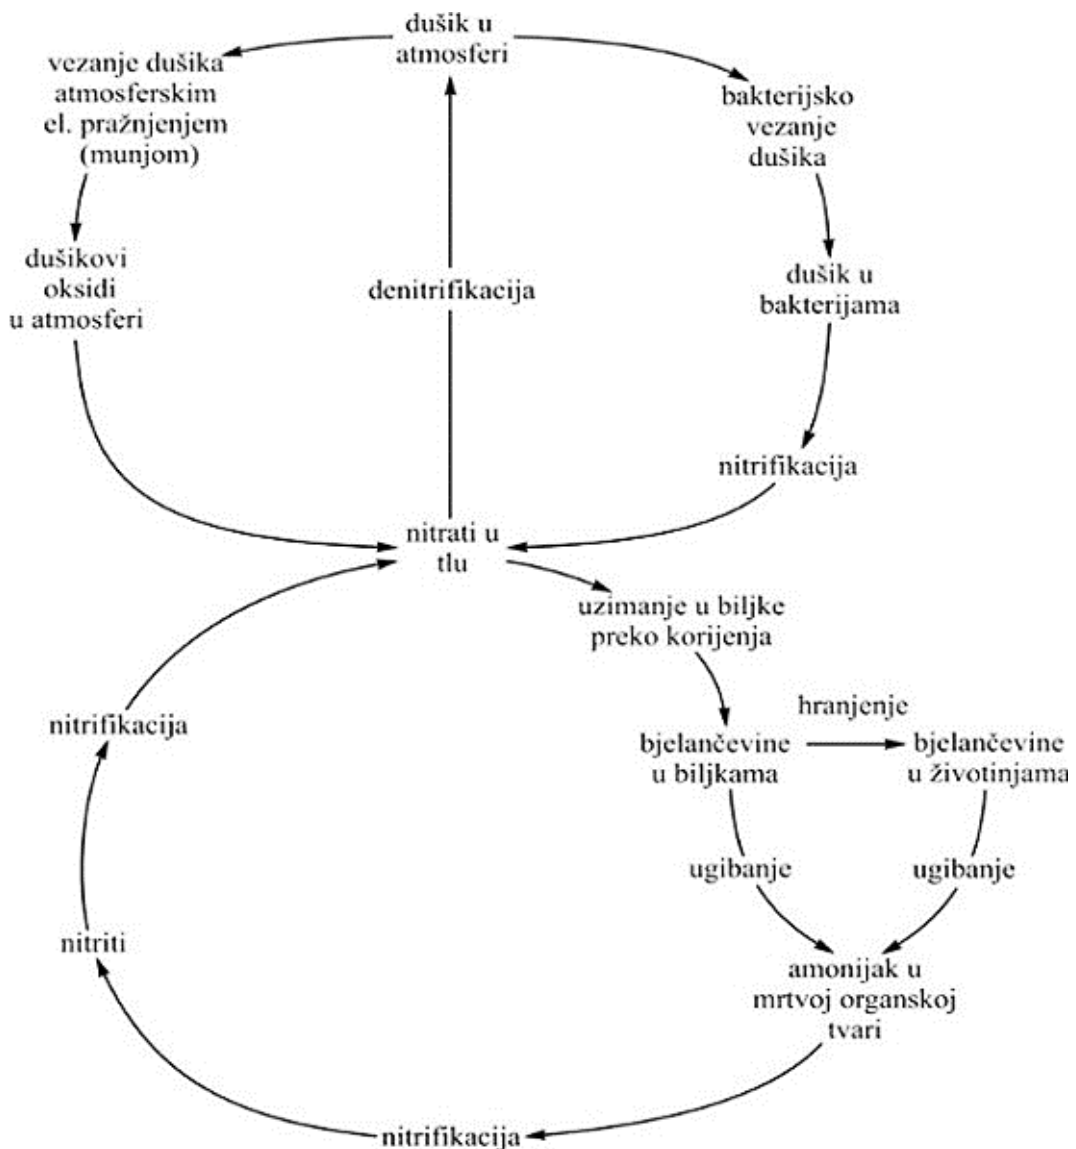 dušik u
atmosferi
vezanje dušika
atmosferskim
el. pražnjenjem
(munjom)
bakterijsko
vezanje
dušika
dušikovi
oksidi
u atmosferi
denitrifikacija
dušik u
bakterijama
nitrifikacija
nitrati u
tlu
uzimanje u biljke
preko korijenja
nitrifikacija
hranjenje
bjelančevine
u biljkama
bjelančevine
u životinjama
ugibanje
ugibanje
nitriti
amonijak u
mrtvoj organskoj
tvari
nitrifikacija